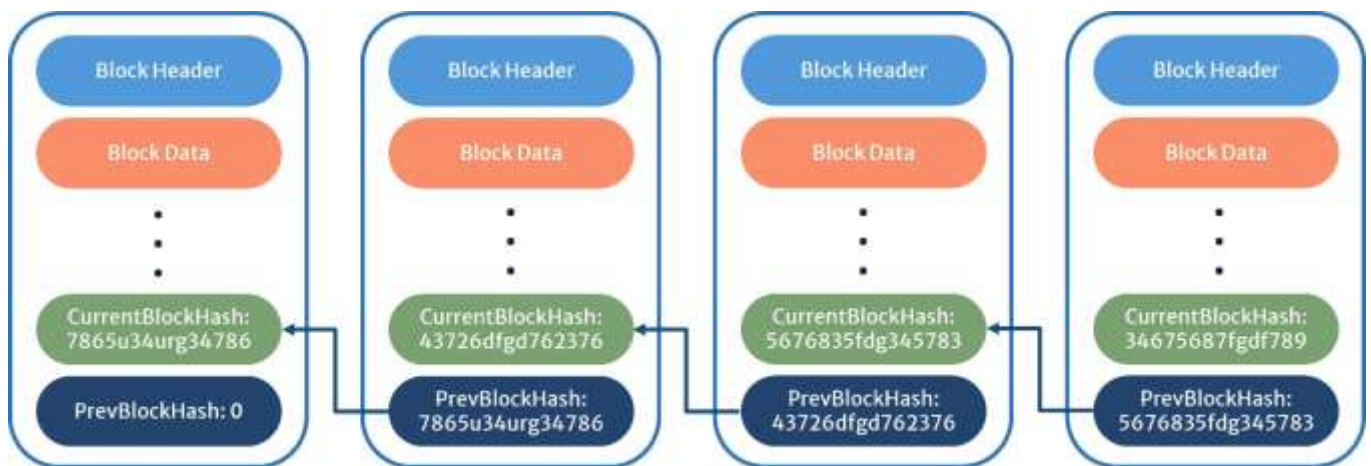 Block Header
Block Data
CurrentBlockHash:
7865u34urg34786
PrevBlockHash: 0
Block Header
Block Data
CurrentBlockHash:
43726dfgd762376
PrevBlockHash:
7865u34urg34786
Block Header
Block Data
CurrentBlockHash:
5676835fdg345783
PrevBlockHash:
43726dfgd762376
Block Header
Block Data
CurrentBlockHash:
34675687fgdf789
PrevBlockHash:
5676835fdg345783